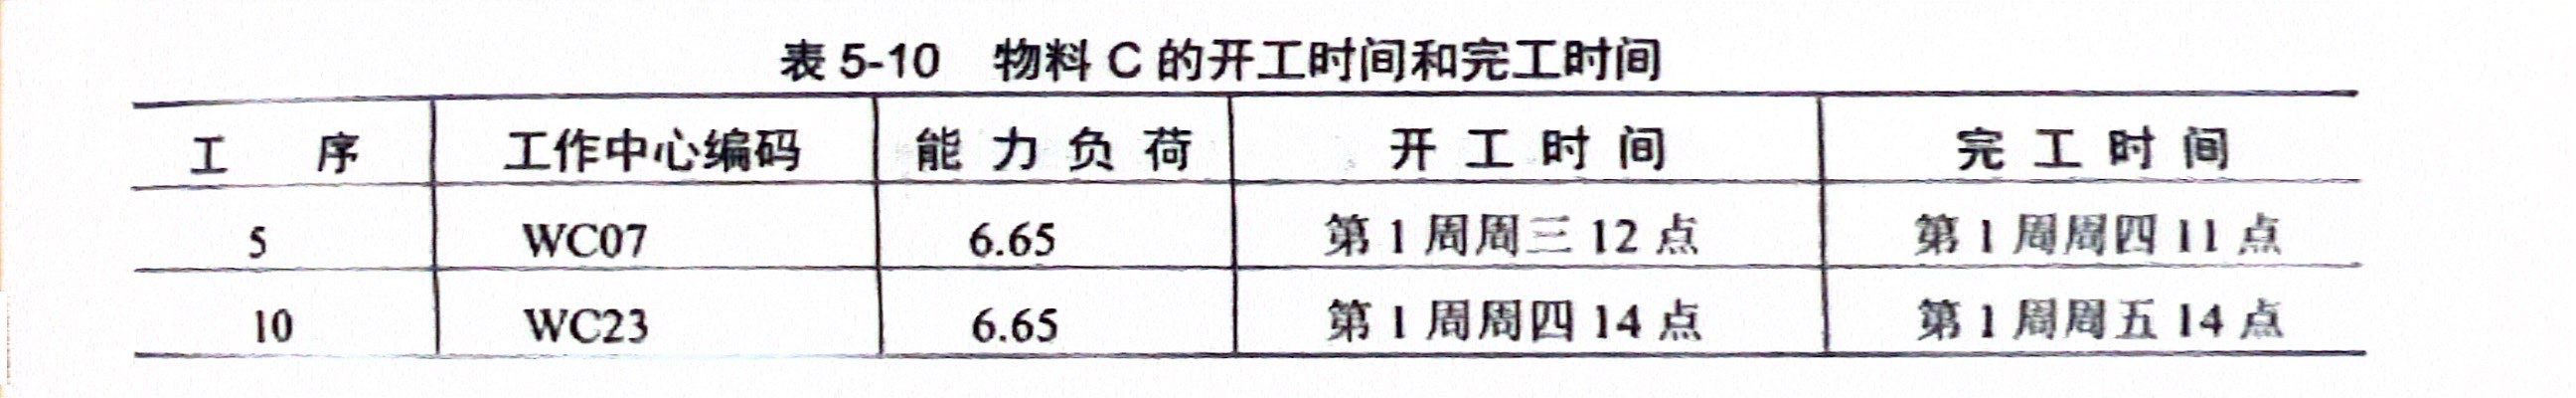 表 5-10 物料 C 的开工时间和完工时间
工 序 工作中心编码 能力负荷 开工时间 完工时间
5 WC07 6.65 第 1 周周三 12 点 第 1 周周四 11 点
10 WC23 6.65 第 1 周周四 14 点 第 1 周周五 14 点